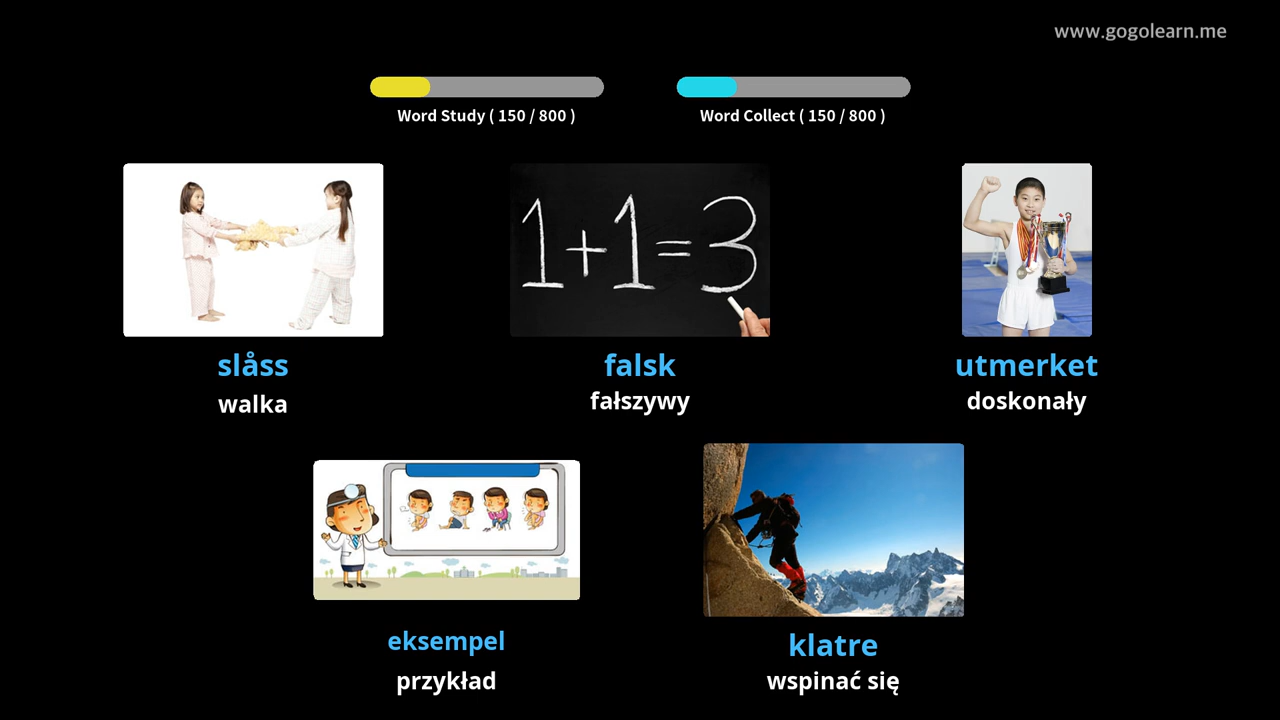 www.gogolearn.me
Word Study ( 150 / 800 )
Word Collect ( 150 / 800 )
1+1=3
slåss
walka
falsk
fałszywy
utmerket
doskonały
eksempel
przykład
klatre
wspinać się